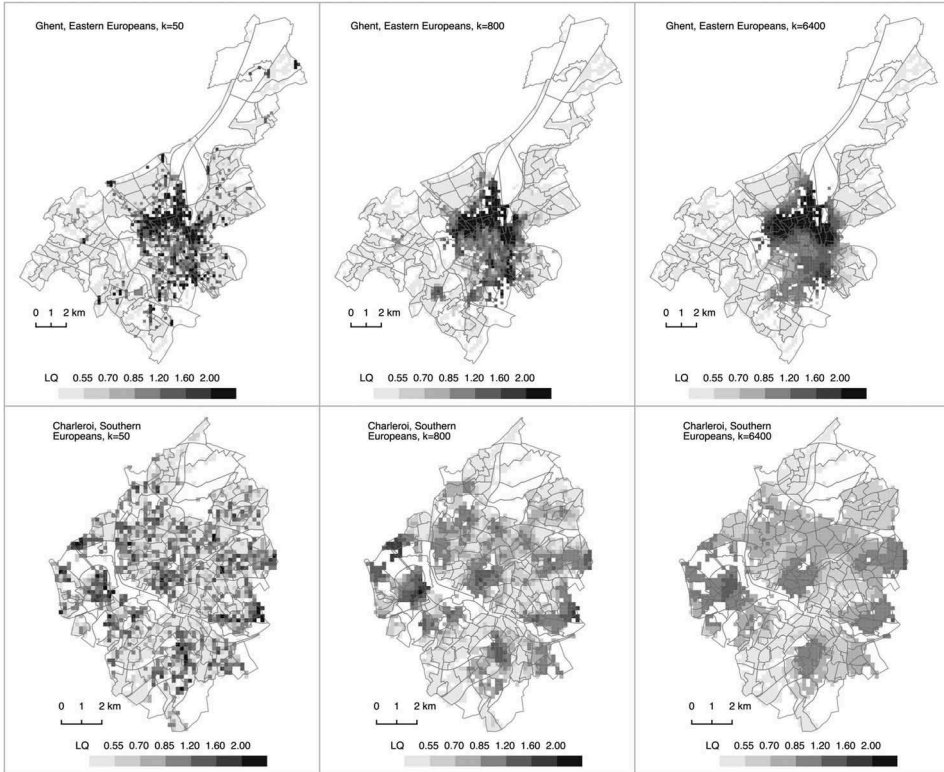 Ghent, Eastern Europeans, k=50
0 1 2 km
LQ 0.55 0.70 0.85 1.20 1.60 2.00
Ghent, Eastern Europeans, k=800
0 1 2 km
LQ 0.55 0.70 0.85 1.20 1.60 2.00
Ghent, Eastern Europeans, k=6400
0 1 2 km
LQ 0.55 0.70 0.85 1.20 1.60 2.00
Charleroi, Southern
Europeans, k=50
0 1 2 km
LQ 0.55 0.70 0.85 1.20 1.60 2.00
Charleroi, Southern
Europeans, k=800
0 1 2 km
LQ 0.55 0.70 0.85 1.20 1.60 2.00
Charleroi, Southern
Europeans, k=6400
0 1 2 km
LQ 0.55 0.70 0.85 1.20 1.60 2.00